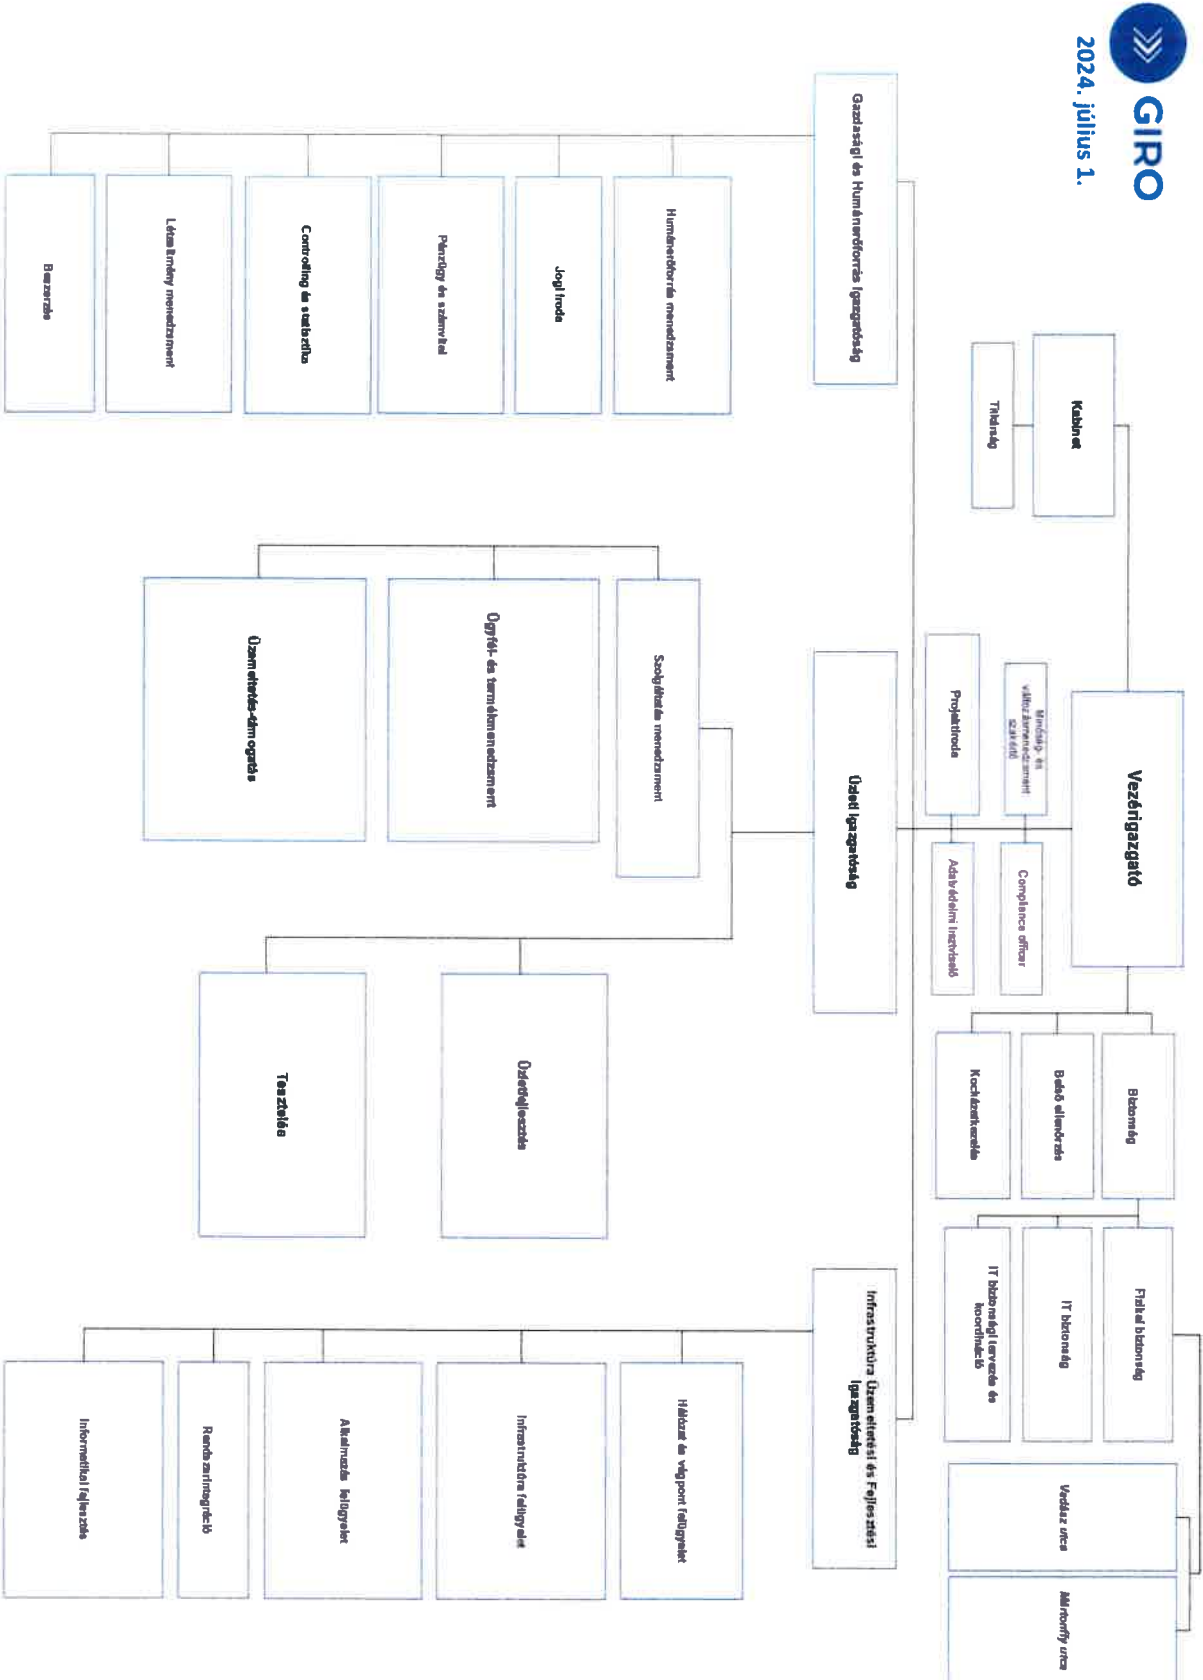 GIRO
2024. július 1.
Vezérigazgató
Kabinet
Titkárság
Minőség- és
változásmenedzsment
szakértő
Compliance officer
Projektiroda
Adatvédelmi tisztviselő
Biztonság
Belső ellenőrzés
Kockázatkezelés
Fizikai biztonság
IT biztonság
IT biztonsági tervezés és
koordináció
Vadász utca
Mártonffy utca
Gazdasági és Humánerőforrás Igazgatóság
Humánerőforrás menedzsment
Jogi Iroda
Pénzügy és számvitel
Controlling és statisztika
Létesítmény menedzsment
Beszerzés
Üzleti Igazgatóság
Szolgáltatás menedzsment
Ügyfél- és termékmenedzsment
Üzemeltetés-támogatás
Üzletfejlesztés
Tesztelés
Infrastruktúra Üzemeltetési és Fejlesztési
Igazgatóság
Hálózat és végpont felügyelet
Infrastruktúra felügyelet
Alkalmazás felügyelet
Rendszerintegráció
Informatikai fejlesztés